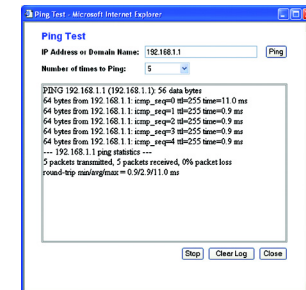 Ping Test - Microsoft Internet Explorer
Ping Test
IP Address or Domain Name: 192.168.1.1 Ping
Number of times to Ping: 5
PING 192.168.1.1 (192.168.1.1): 56 data bytes
64 bytes from 192.168.1.1: icmp_seq=0 ttl=255 time=11.0 ms
64 bytes from 192.168.1.1: icmp_seq=1 ttl=255 time=0.9 ms
64 bytes from 192.168.1.1: icmp_seq=2 ttl=255 time=0.9 ms
64 bytes from 192.168.1.1: icmp_seq=3 ttl=255 time=0.9 ms
64 bytes from 192.168.1.1: icmp_seq=4 ttl=255 time=0.9 ms
--- 192.168.1.1 ping statistics ---
5 packets transmitted, 5 packets received, 0% packet loss
round-trip min/avg/max = 0.9/2.9/11.0 ms
Stop Clear Log Close